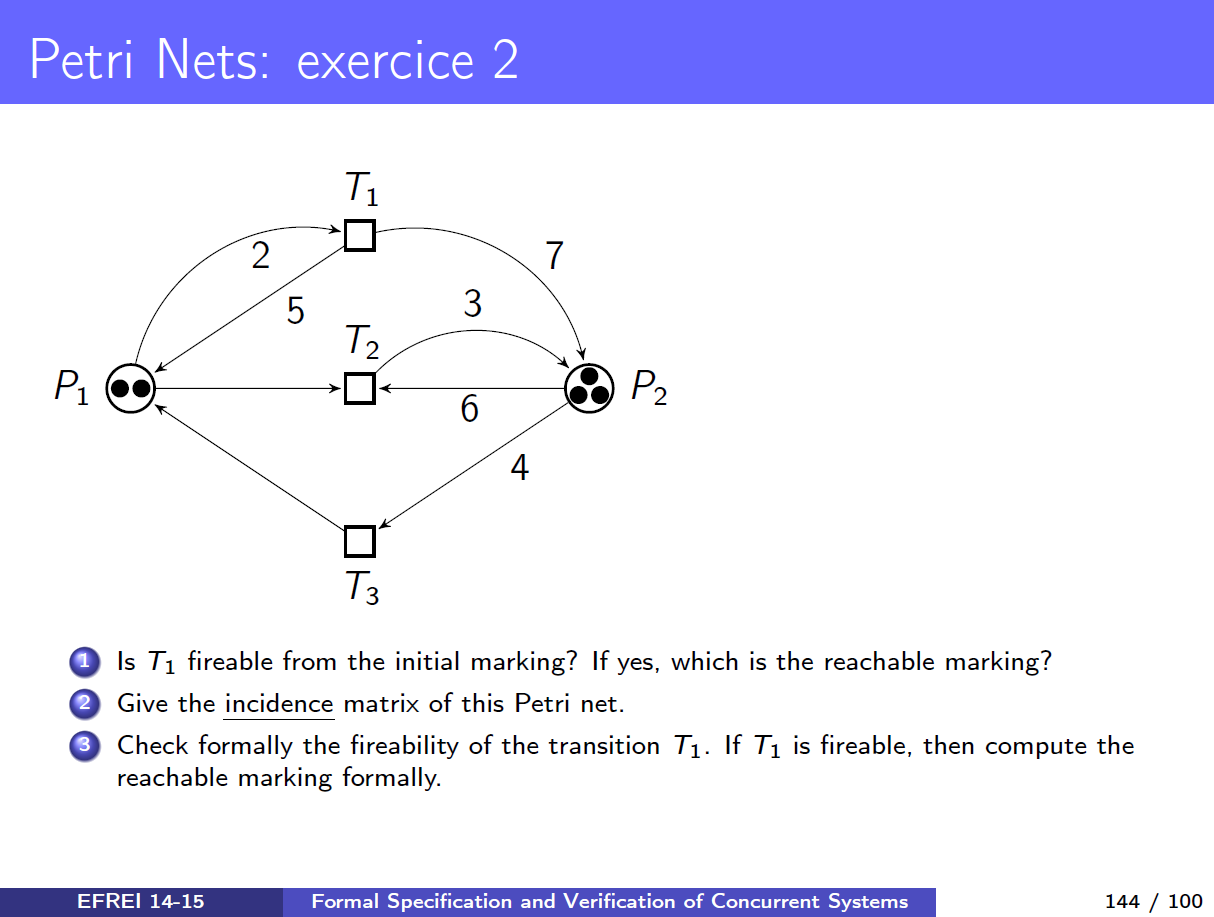 Petri Nets: exercice 2
T1
2
7
5
3
T2
P1
P2
6
4
T3
1 Is T1 fireable from the initial marking? If yes, which is the reachable marking?
2 Give the incidence matrix of this Petri net.
3 Check formally the fireability of the transition T1. If T1 is fireable, then compute the
reachable marking formally.
EFREI 14-15 Formal Specification and Verification of Concurrent Systems 144 / 100